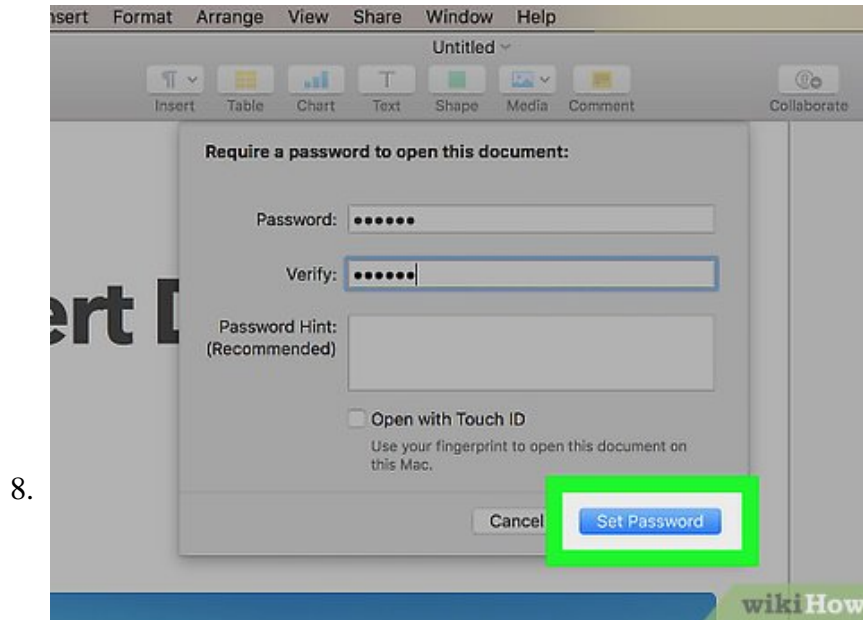 nsert Format Arrange View Share Window Help
Untitled
Insert Table Chart Text Shape Media Comment Collaborate
Require a password to open this document:
Password: ••••••
Verify: ••••••
Password Hint:
(Recommended)
Open with Touch ID
Use your fingerprint to open this document on
this Mac.
ert D
8.
Cancel Set Password
wikiHow